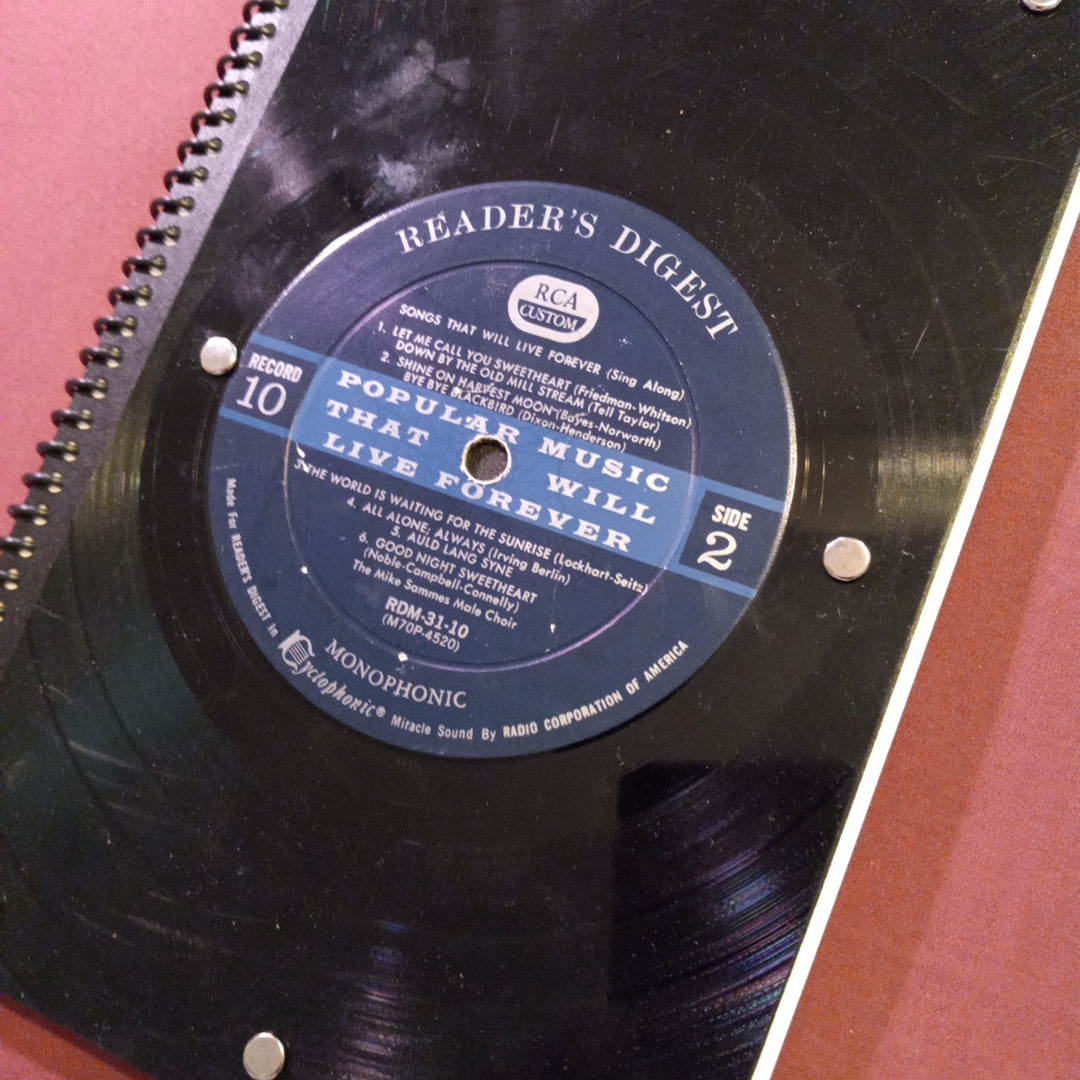 READER'S DIGEST
RCA
CUSTOM
SONGS THAT WILL LIVE FOREVER (Sing Along)
1. LET ME CALL YOU SWEETHEART (Friedman-Whitson)
DOWN BY THE OLD MILL STREAM (Tell Taylor)
2. SHINE ON HARVEST MOON (Bayes-Norworth)
BYE BYE BLACKBIRD (Dixon-Henderson)
RECORD
10
POPULAR MUSIC
THAT WILL
LIVE FOREVER
SIDE
2
3. THE WORLD IS WAITING FOR THE SUNRISE (Lockhart-Seitz)
4. ALL ALONE; ALWAYS (Irving Berlin)
5. AULD LANG SYNE
6. GOOD NIGHT SWEETHEART
(Noble-Campbell-Connelly)
The Mike Sammes Male Choir
RDM-31-10
(M70P-4520)
MONOPHONIC
Made For READER'S DIGEST in Cyclophonic® Miracle Sound By RADIO CORPORATION OF AMERICA